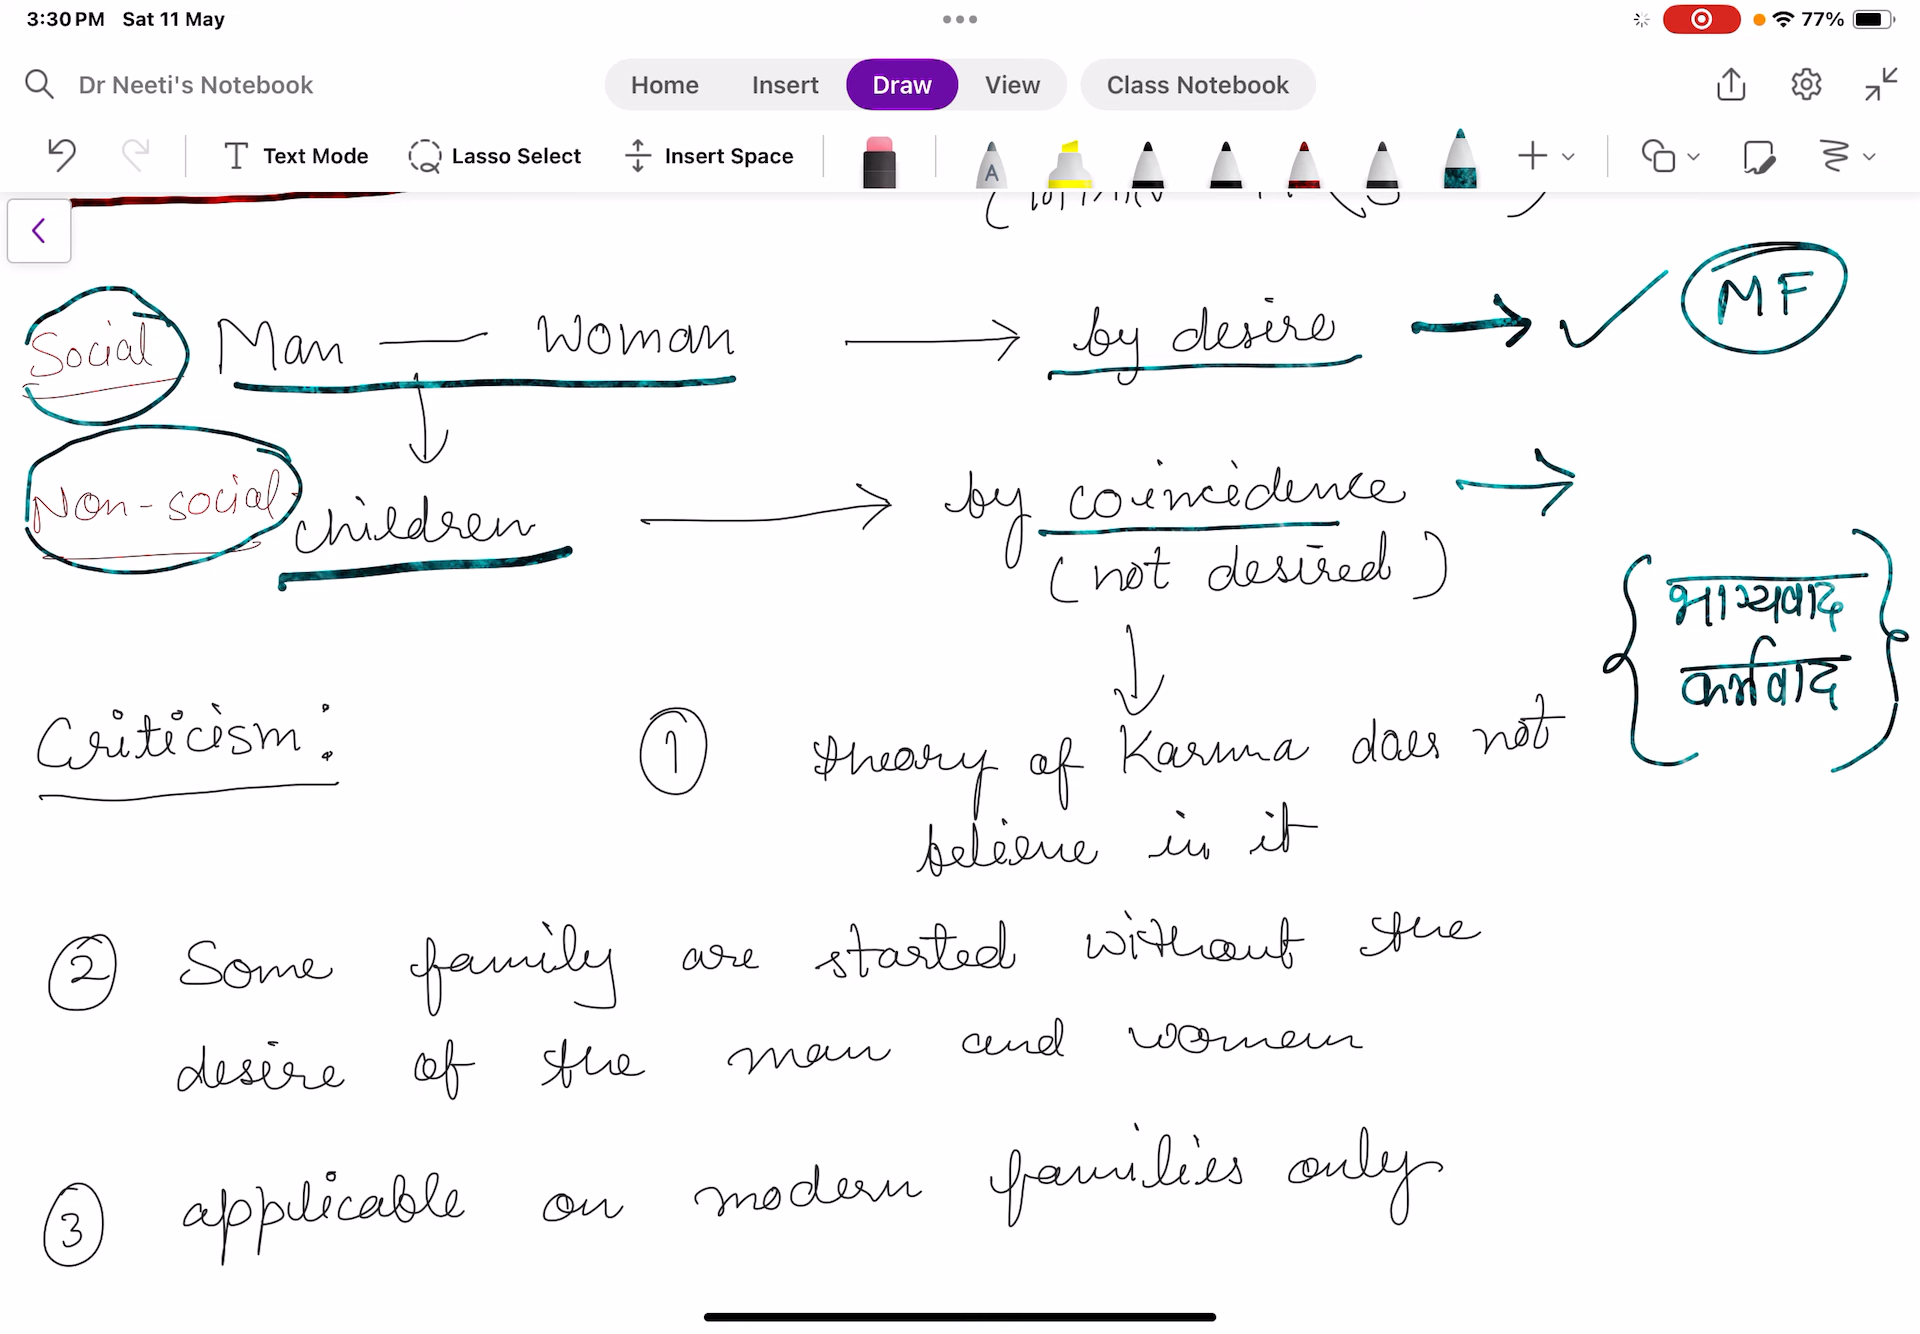 3:30 PM Sat 11 May
77%
Dr Neeti's Notebook
Home Insert Draw View Class Notebook
Text Mode Lasso Select Insert Space
Social Man — Woman → by desire → ✓ MF
Non-social children → by coincidence →
(not desired)
भाग्यवाद
कर्मवाद
Criticism: 1 theory of Karma does not
believe in it
2 Some family are started without the
desire of the man and women
3 applicable on modern families only